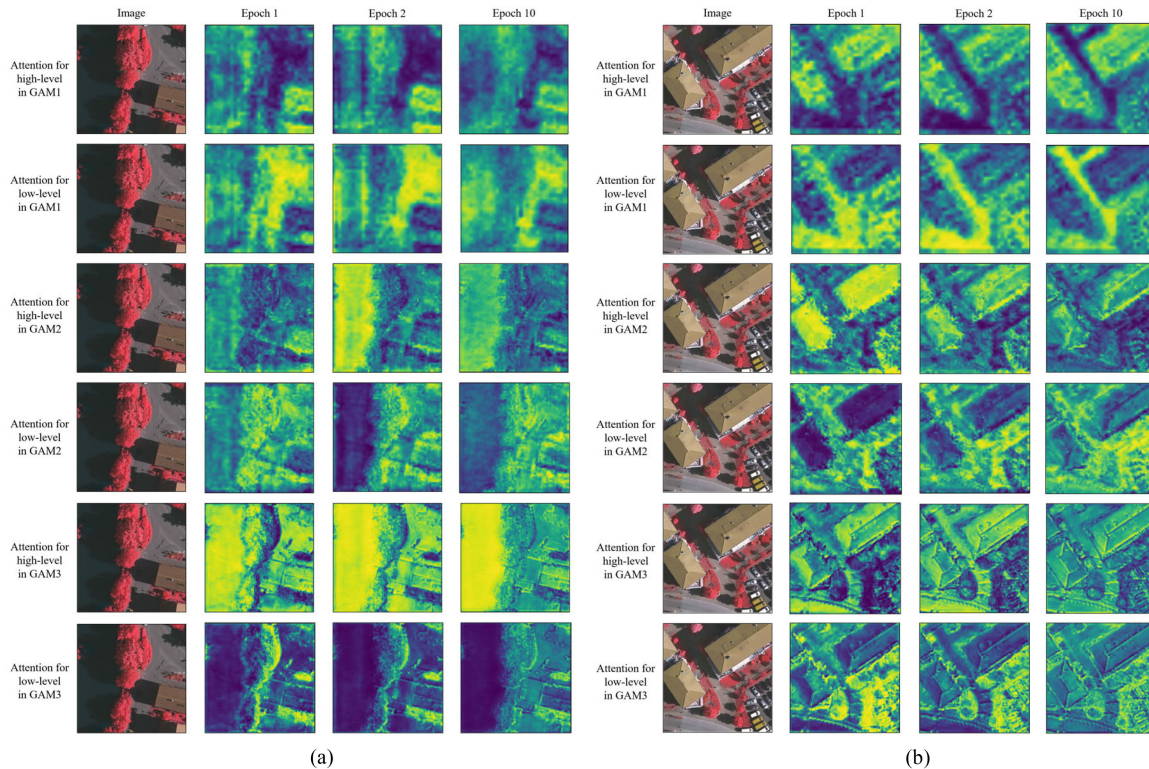 Image Epoch 1 Epoch 2 Epoch 10
Attention for
high-level
in GAM1
Attention for
low-level
in GAM1
Attention for
high-level
in GAM2
Attention for
low-level
in GAM2
Attention for
high-level
in GAM3
Attention for
low-level
in GAM3
(a)
Image Epoch 1 Epoch 2 Epoch 10
Attention for
high-level
in GAM1
Attention for
low-level
in GAM1
Attention for
high-level
in GAM2
Attention for
low-level
in GAM2
Attention for
high-level
in GAM3
Attention for
low-level
in GAM3
(b)